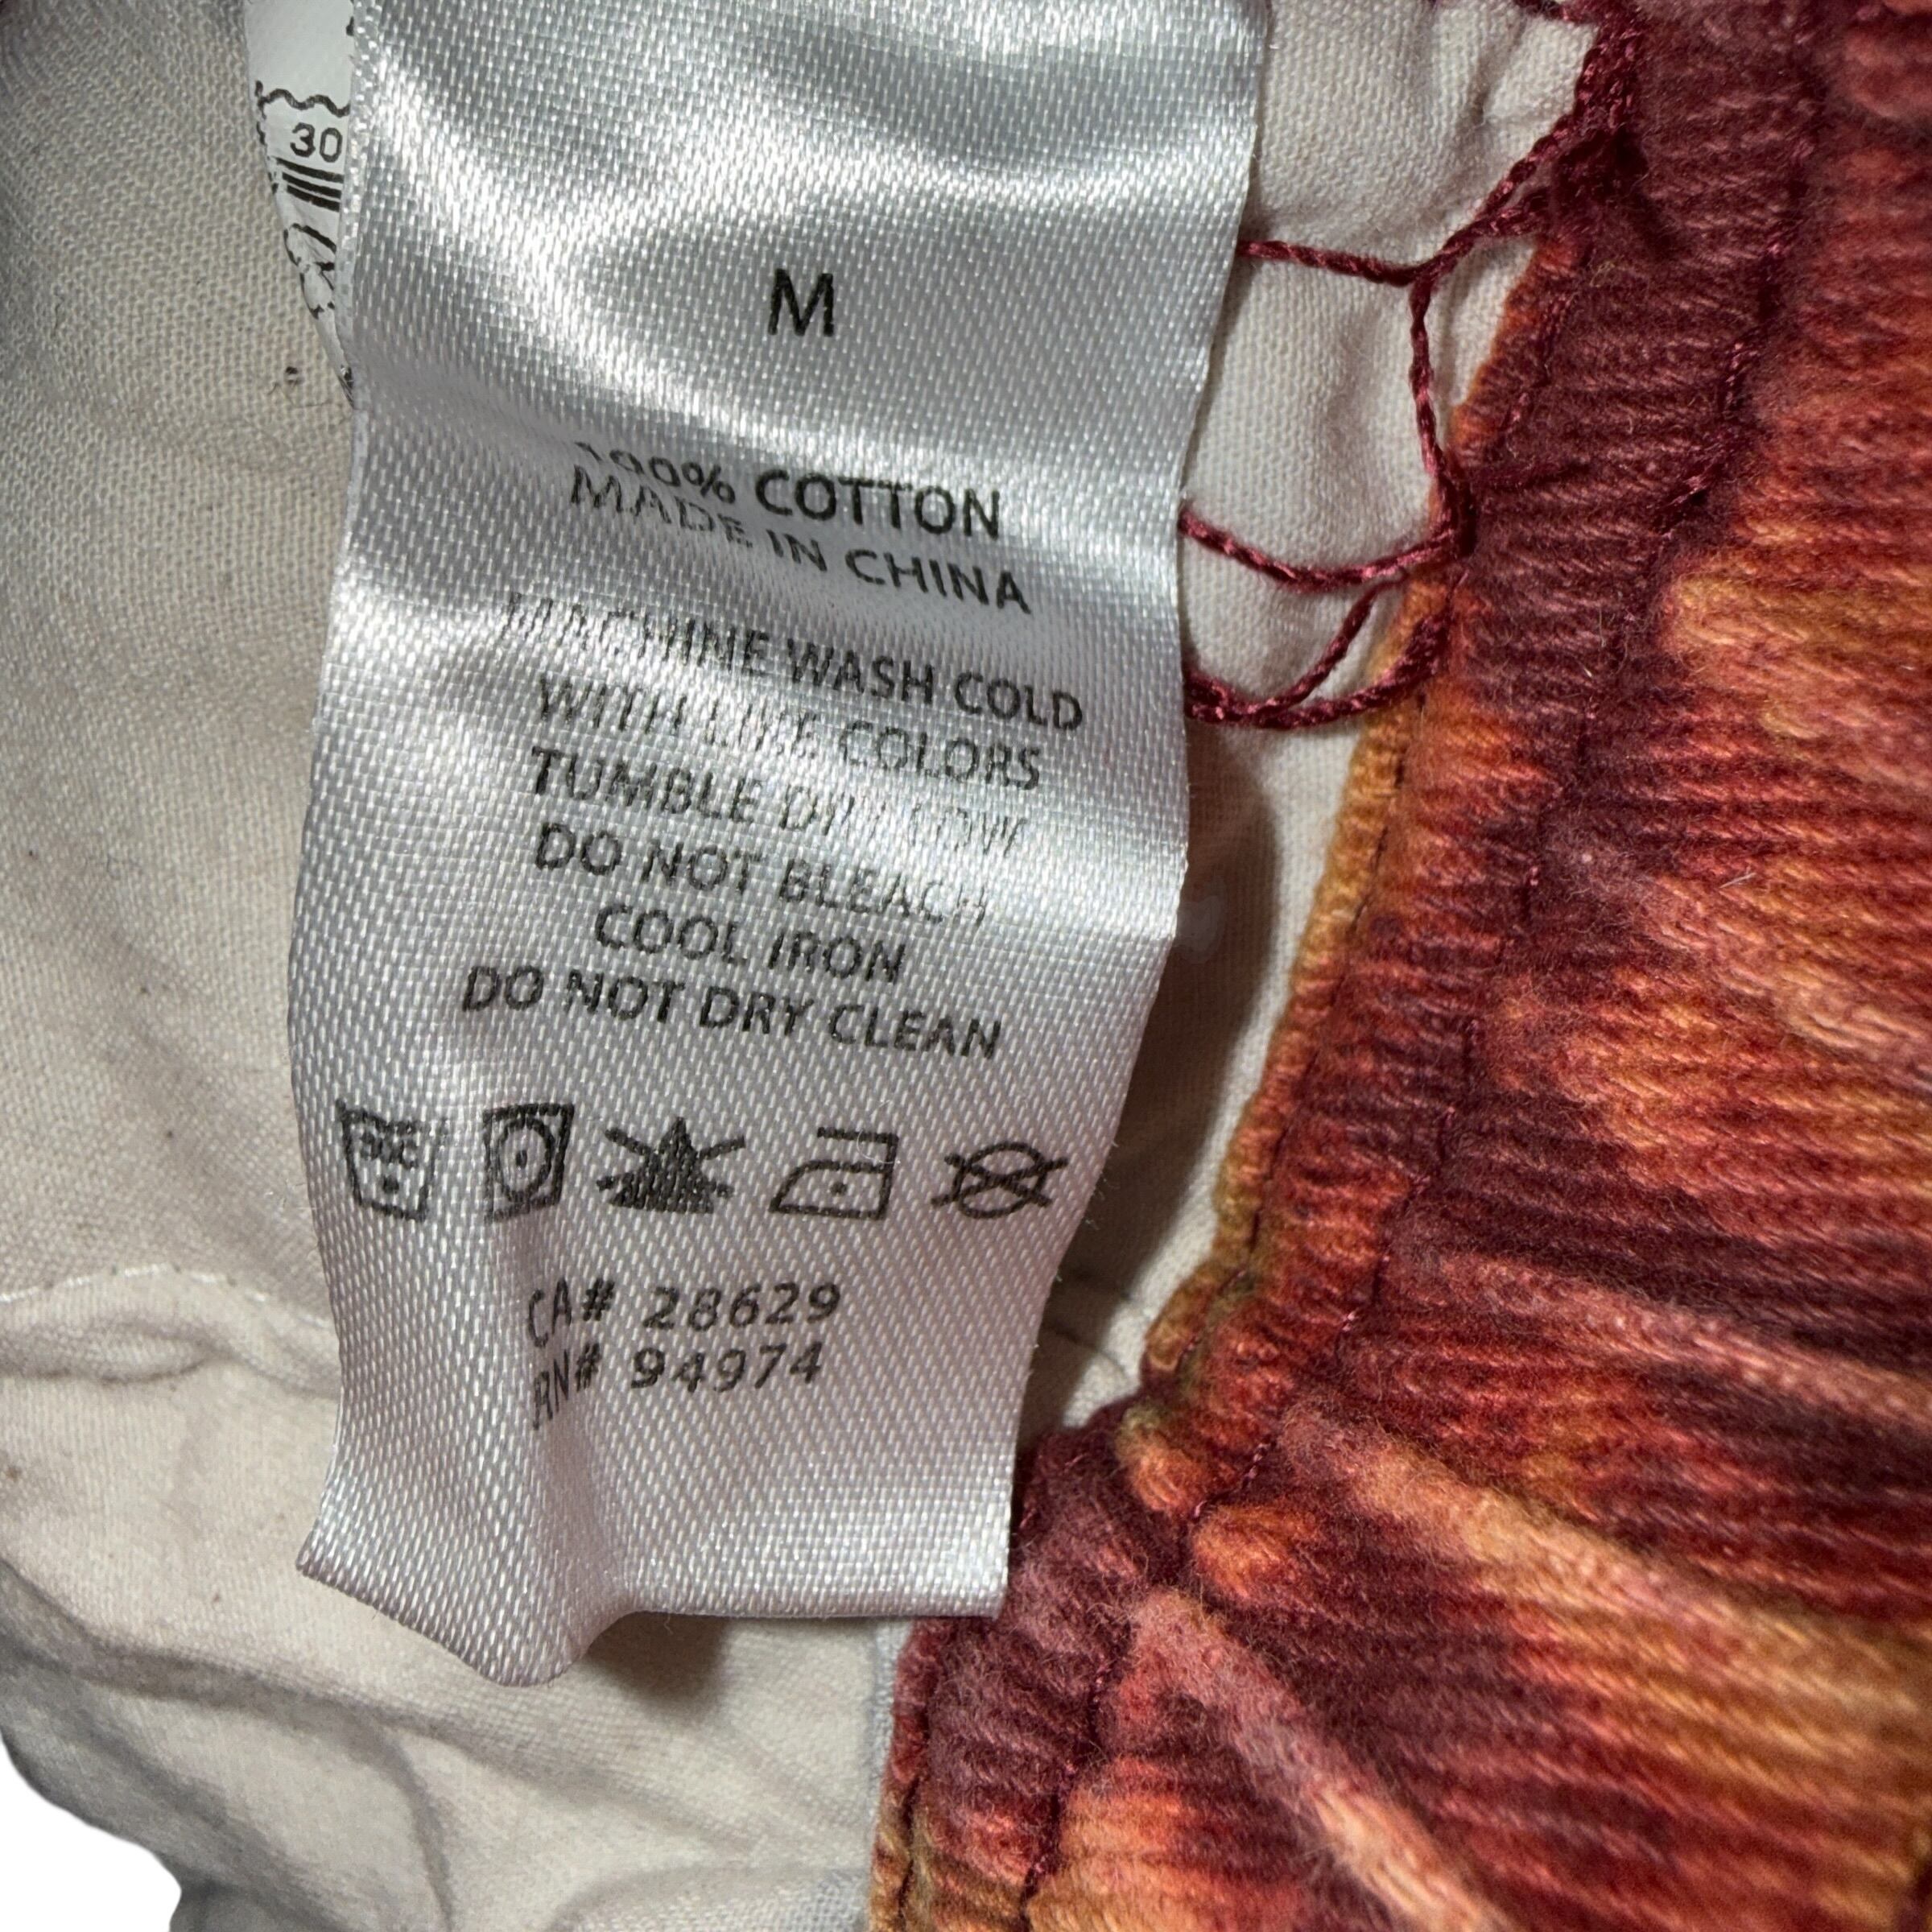 30
M
100% COTTON
MADE IN CHINA
MACHINE WASH COLD
WITH LIKE COLORS
TUMBLE DRY LOW
DO NOT BLEACH
COOL IRON
DO NOT DRY CLEAN
30C
CA# 28629
RN# 94974